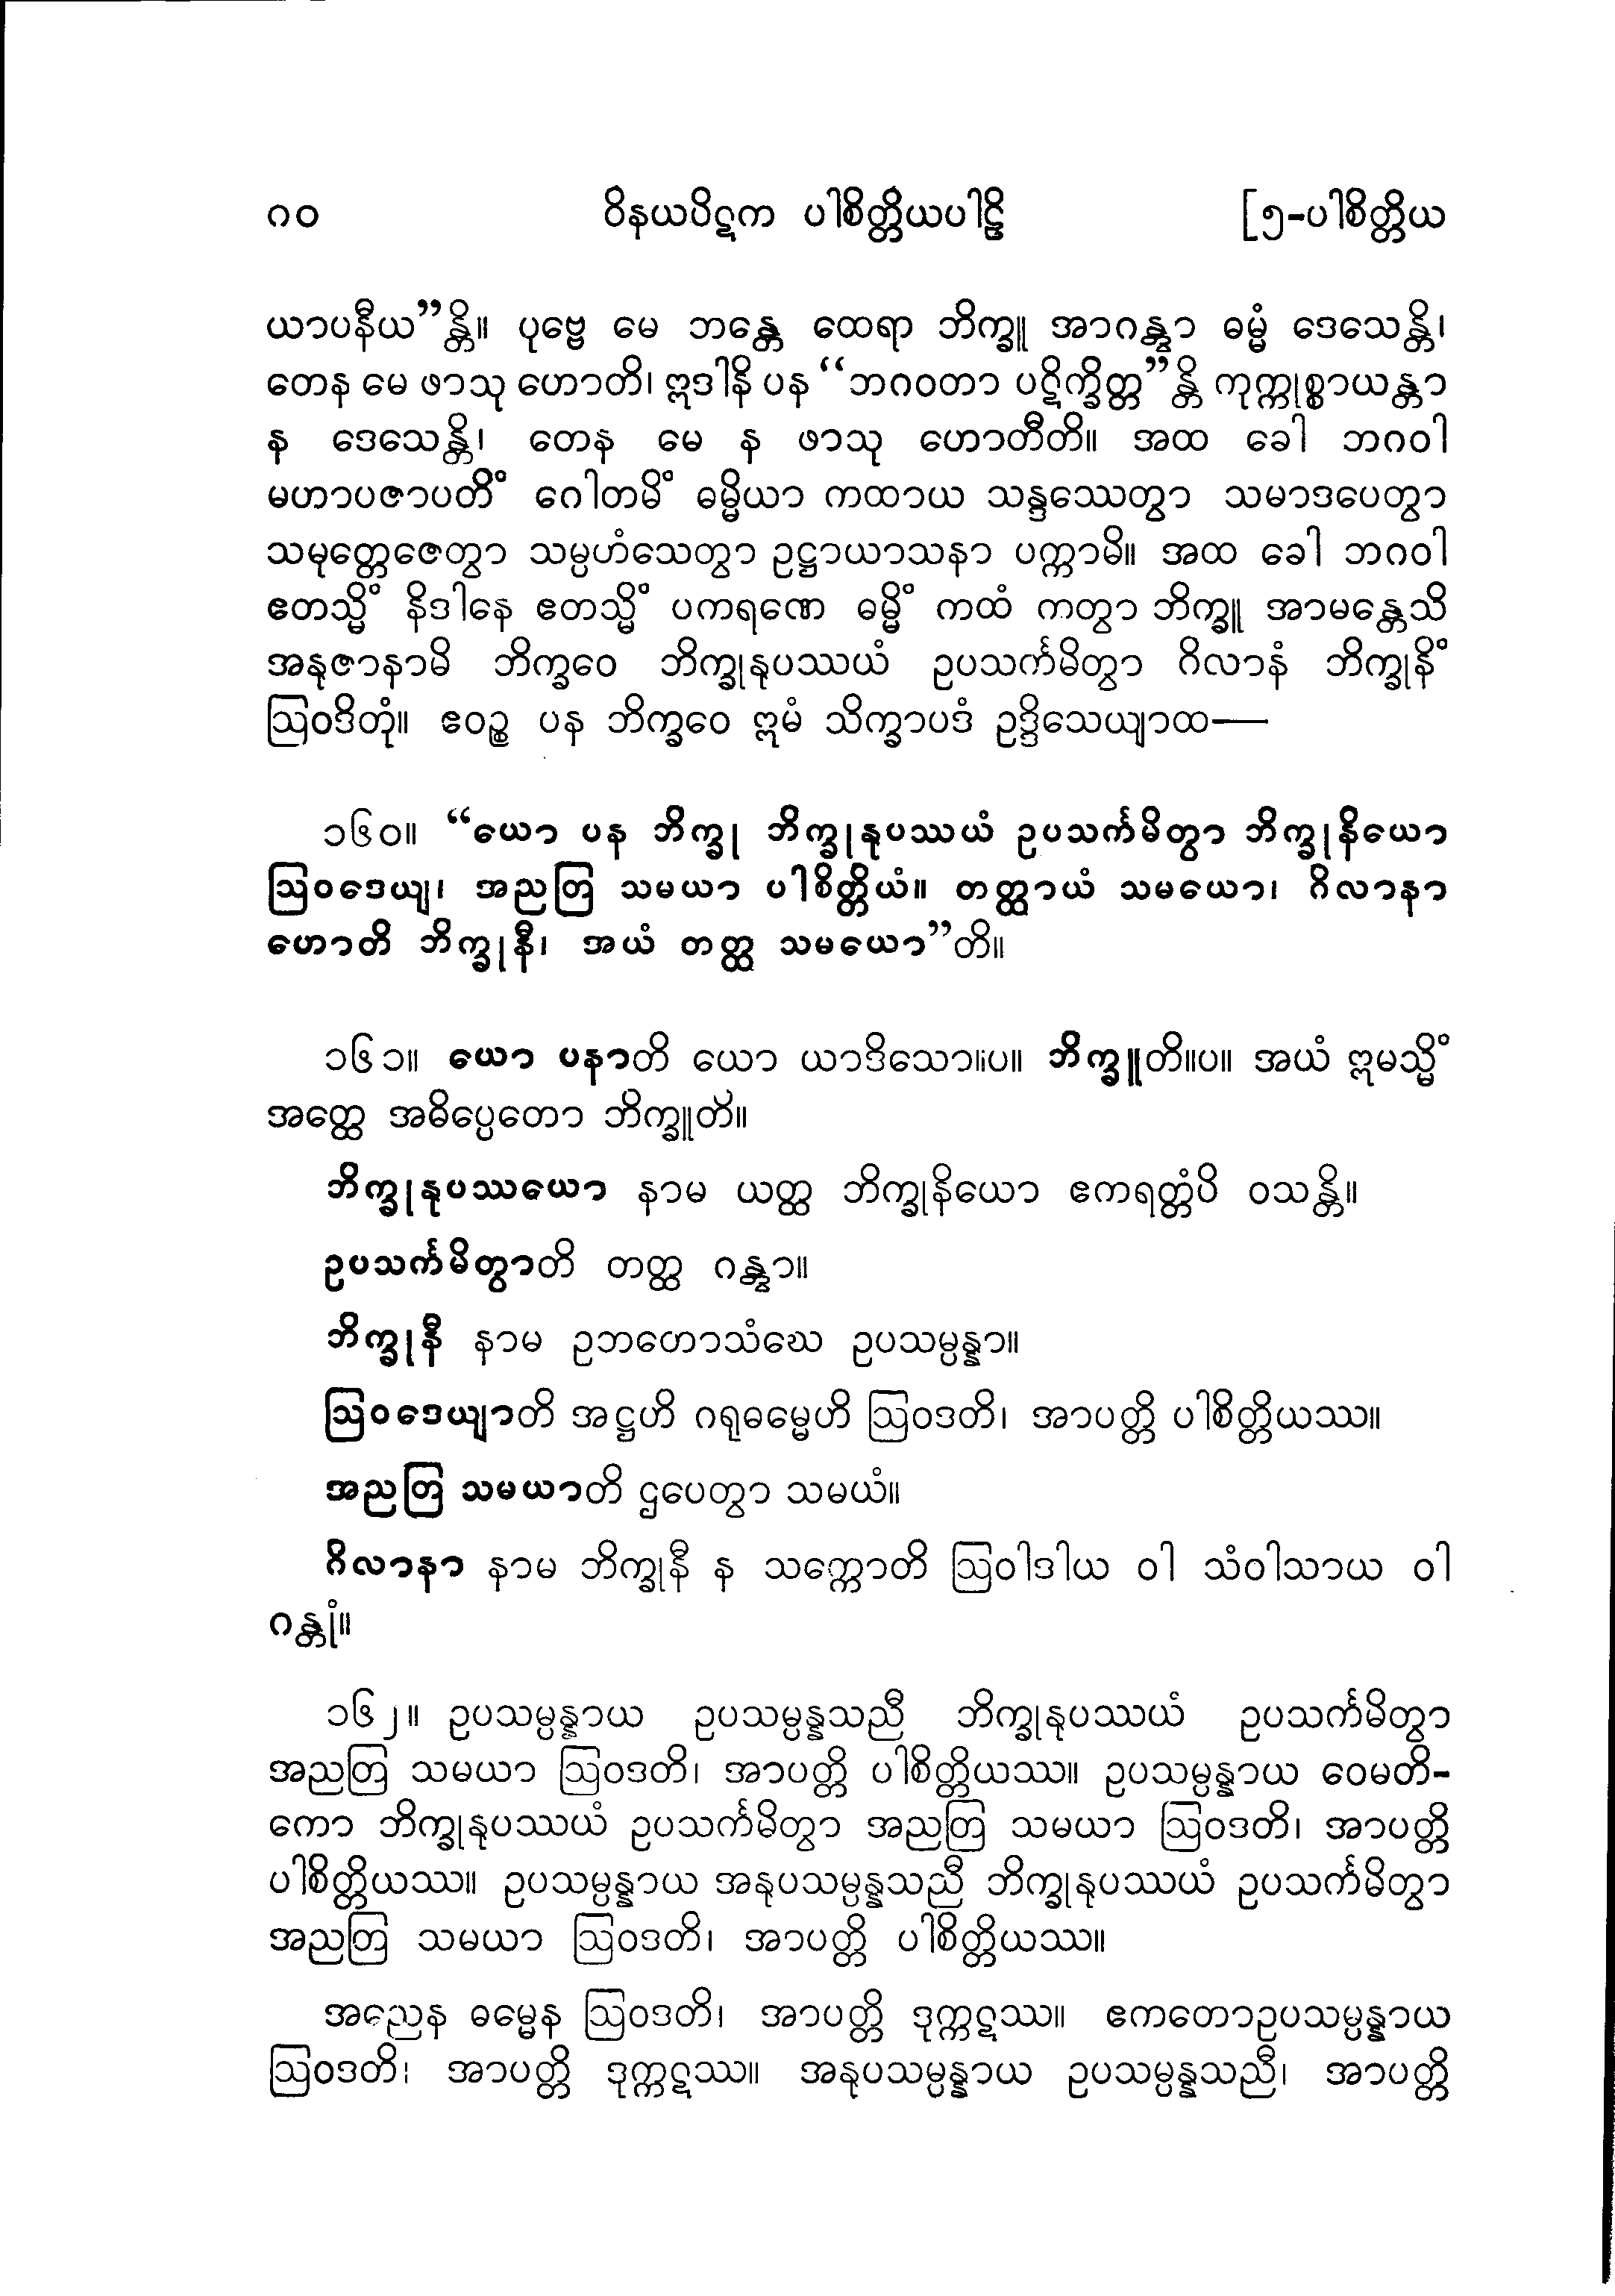 ၈၀ ဝိနယပိဋက ပါစိတ္တိယပါဠိ [၅-ပါစိတ္တိယ
ယာပနီယ”န္တိ။ ပုဗ္ဗေ မေ ဘန္တေ ထေရာ ဘိက္ခူ အာဂန္တွာ ဓမ္မံ ဒေသေန္တိ၊
တေန မေ ဖာသု ဟောတိ၊ ဣဒါနိ ပန “ဘဂဝတာ ပဋိက္ခိတ္တ”န္တိ ကုက္ကုစ္စာယန္တာ
န ဒေသေန္တိ၊ တေန မေ န ဖာသု ဟောတီတိ။ အထ ခေါ ဘဂဝါ
မဟာပဇာပတိံ ဂေါတမိံ ဓမ္မိယာ ကထာယ သန္ဒဿေတွာ သမာဒပေတွာ
သမုတ္တေဇေတွာ သမ္ပဟံသေတွာ ဥဋ္ဌာယာသနာ ပက္ကာမိ။ အထ ခေါ ဘဂဝါ
ဧတသ္မိံ နိဒါနေ ဧတသ္မိံ ပကရဏေ ဓမ္မိံ ကထံ ကတွာ ဘိက္ခူ အာမန္တေသိ
အနုဇာနာမိ ဘိက္ခဝေ ဘိက္ခုနုပဿယံ ဥပသင်္ကမိတွာ ဂိလာနံ ဘိက္ခုနိံ
ဩဝဒိတုံ။ ဧဝဉ္စ ပန ဘိက္ခဝေ ဣမံ သိက္ခာပဒံ ဥဒ္ဒိသေယျာထ—
၁၆၀။ “ယော ပန ဘိက္ခု ဘိက္ခုနုပဿယံ ဥပသင်္ကမိတွာ ဘိက္ခုနိယော
ဩဝဒေယျ၊ အညတြ သမယာ ပါစိတ္တိယံ။ တတ္ထာယံ သမယော၊ ဂိလာနာ
ဟောတိ ဘိက္ခုနီ၊ အယံ တတ္ထ သမယော”တိ။
၁၆၁။ ယော ပနာတိ ယော ယာဒိသော။ပ။ ဘိက္ခူတိ။ပ။ အယံ ဣမသ္မိံ
အတ္ထေ အဓိပ္ပေတော ဘိက္ခူတိ။
ဘိက္ခုနုပဿယော နာမ ယတ္ထ ဘိက္ခုနိယော ဧကရတ္တံပိ ဝသန္တိ။
ဥပသင်္ကမိတွာတိ တတ္ထ ဂန္တွာ။
ဘိက္ခုနီ နာမ ဥဘတောသံဃေ ဥပသမ္ပန္နာ။
ဩဝဒေယျာတိ အဋ္ဌဟိ ဂရုဓမ္မေဟိ ဩဝဒတိ၊ အာပတ္တိ ပါစိတ္တိယဿ။
အညတြ သမယာတိ ဌပေတွာ သမယံ။
ဂိလာနာ နာမ ဘိက္ခုနီ န သက္ကောတိ ဩဝါဒါယ ဝါ သံဝါသာယ ဝါ
ဂန္တုံ။
၁၆၂။ ဥပသမ္ပန္နာယ ဥပသမ္ပန္နသညီ ဘိက္ခုနုပဿယံ ဥပသင်္ကမိတွာ
အညတြ သမယာ ဩဝဒတိ၊ အာပတ္တိ ပါစိတ္တိယဿ။ ဥပသမ္ပန္နာယ ဝေမတိ-
ကော ဘိက္ခုနုပဿယံ ဥပသင်္ကမိတွာ အညတြ သမယာ ဩဝဒတိ၊ အာပတ္တိ
ပါစိတ္တိယဿ။ ဥပသမ္ပန္နာယ အနုပသမ္ပန္နသညီ ဘိက္ခုနုပဿယံ ဥပသင်္ကမိတွာ
အညတြ သမယာ ဩဝဒတိ၊ အာပတ္တိ ပါစိတ္တိယဿ။
အညေန ဓမ္မေန ဩဝဒတိ၊ အာပတ္တိ ဒုက္ကဋဿ။ ဧကတောဥပသမ္ပန္နာယ
ဩဝဒတိ၊ အာပတ္တိ ဒုက္ကဋဿ။ အနုပသမ္ပန္နာယ ဥပသမ္ပန္နသညီ၊ အာပတ္တိ